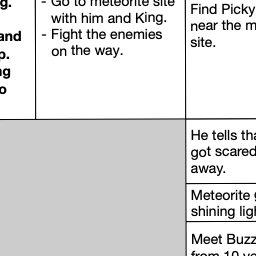 g.
and
p.
ng
o
- Go to meteorite site
with him and King.
- Fight the enemies
on the way.
Find Picky
near the m
site.
He tells tha
got scared
away.
Meteorite g
shining ligh
Meet Buzz
from 10 ye